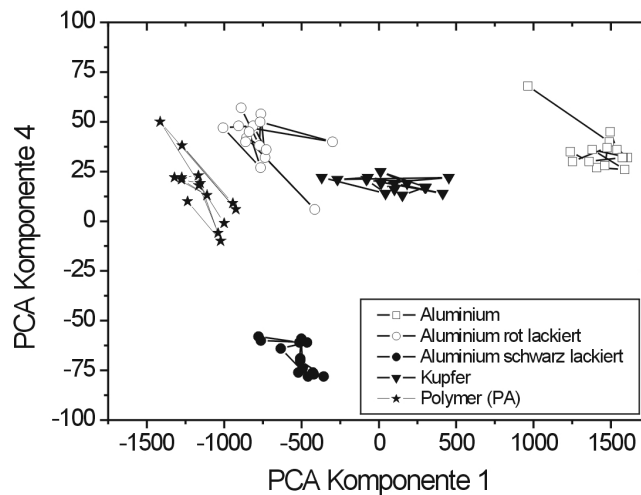 100
75
50
25
0
-25
-50
-75
-100
PCA Komponente 4
Aluminium
Aluminium rot lackiert
Aluminium schwarz lackiert
Kupfer
Polymer (PA)
-1500 -1000 -500 0 500 1000 1500
PCA Komponente 1